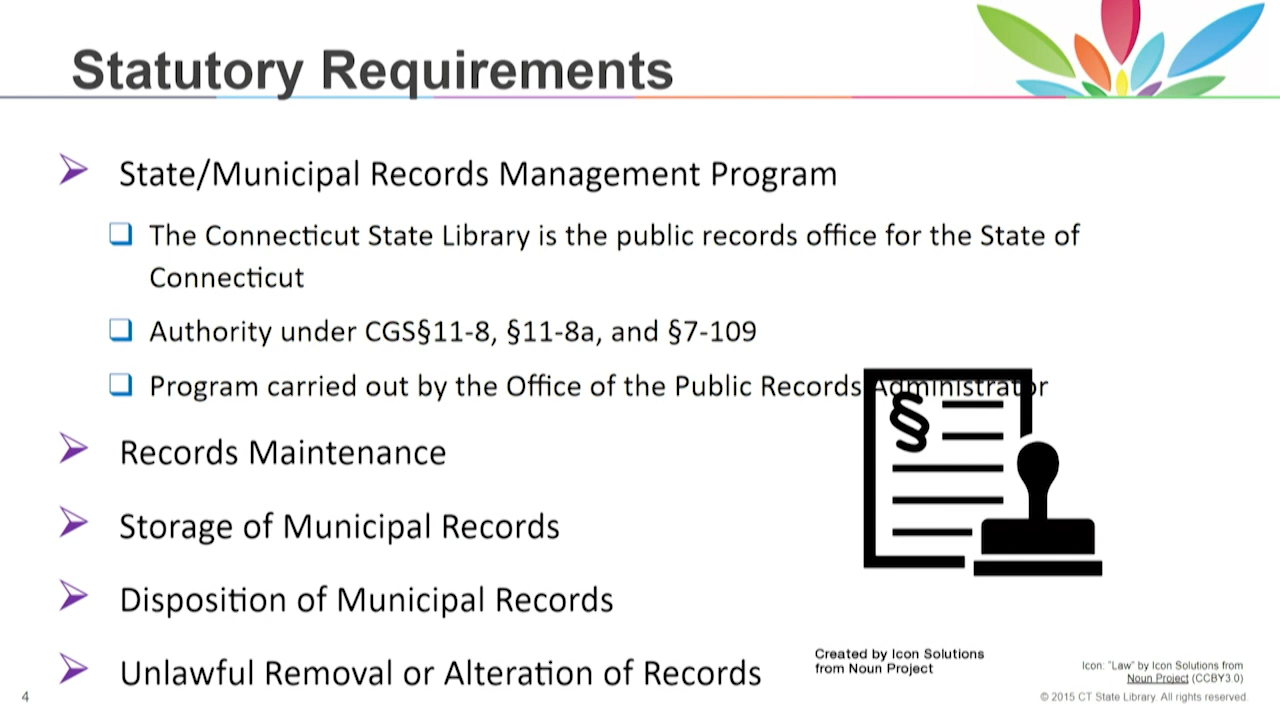 Statutory Requirements
State/Municipal Records Management Program
The Connecticut State Library is the public records office for the State of
Connecticut
Authority under CGS§11-8, §11-8a, and §7-109
Program carried out by the Office of the Public Records Administrator
§
Records Maintenance
Storage of Municipal Records
Disposition of Municipal Records
Unlawful Removal or Alteration of Records
Created by Icon Solutions
from Noun Project
Icon: "Law" by Icon Solutions from
Noun Project (CCBY3.0)
© 2015 CT State Library. All rights reserved
4